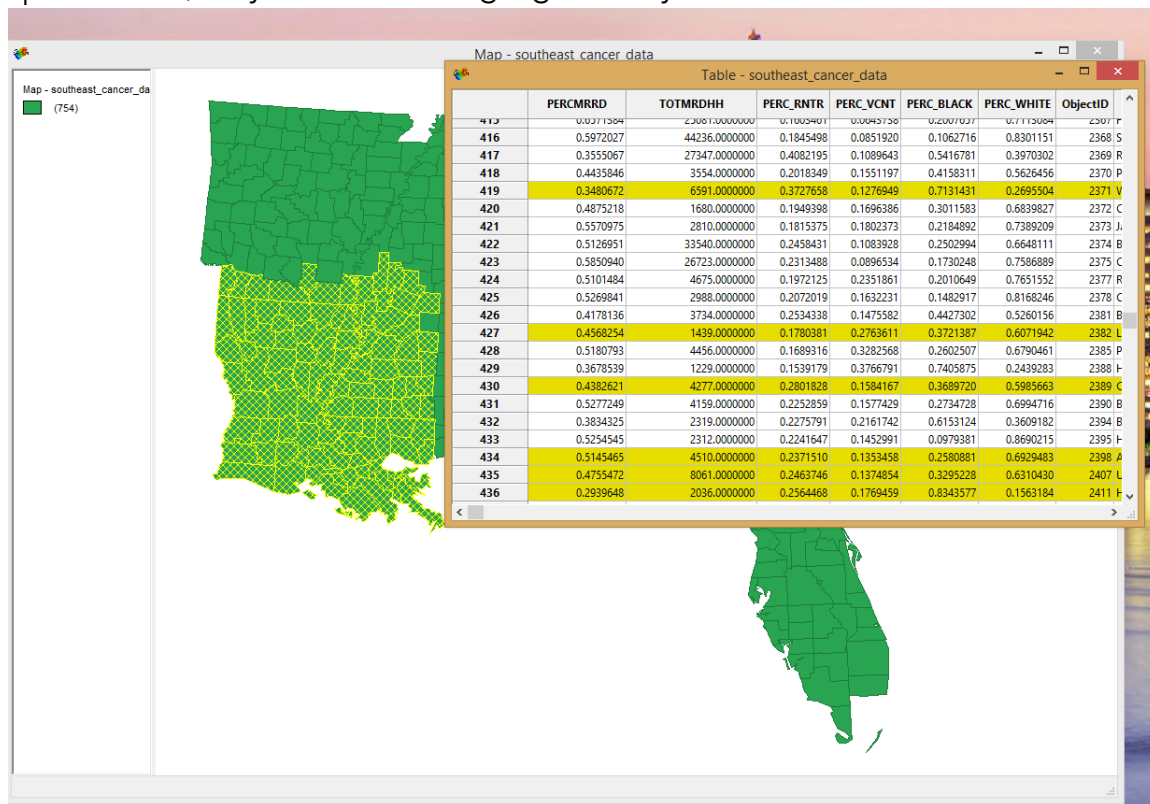 Map - southeast_cancer_data
Table - southeast_cancer_data
Map - southeast_cancer_da
(754)
PERCMRRD TOTMRDHH PERC_RNTR PERC_VCNT PERC_BLACK PERC_WHITE ObjectID
415 0.6571384 25081.0000000 0.1603461 0.0643758 0.2007657 0.7113084 2367 F
416 0.5972027 44236.0000000 0.1845498 0.0851920 0.1062716 0.8301151 2368 S
417 0.3555067 27347.0000000 0.4082195 0.1089643 0.5416781 0.3970302 2369 R
418 0.4435846 3554.0000000 0.2018349 0.1551197 0.4158311 0.5626456 2370 P
419 0.3480672 6591.0000000 0.3727658 0.1276949 0.7131431 0.2695504 2371 V
420 0.4875218 1680.0000000 0.1949398 0.1696386 0.3011583 0.6839827 2372 C
421 0.5570975 2810.0000000 0.1815375 0.1802373 0.2184892 0.7389209 2373 Ja
422 0.5126951 33540.0000000 0.2458431 0.1083928 0.2502994 0.6648111 2374 B
423 0.5850940 26723.0000000 0.2313488 0.0896534 0.1730248 0.7586889 2375 C
424 0.5101484 4675.0000000 0.1972125 0.2351861 0.2010649 0.7651552 2377 R
425 0.5269841 2988.0000000 0.2072019 0.1632231 0.1482917 0.8168246 2378 C
426 0.4178136 3734.0000000 0.2534338 0.1475582 0.4427302 0.5260156 2381 B
427 0.4568254 1439.0000000 0.1780381 0.2763611 0.3721387 0.6071942 2382 L
428 0.5180793 4456.0000000 0.1689316 0.3282568 0.2602507 0.6790461 2385 P
429 0.3678539 1229.0000000 0.1539179 0.3766791 0.7405875 0.2439283 2388 H
430 0.4382621 4277.0000000 0.2801828 0.1584167 0.3689720 0.5985663 2389 C
431 0.5277249 4159.0000000 0.2252859 0.1577429 0.2734728 0.6994716 2390 B
432 0.3834325 2319.0000000 0.2275791 0.2161742 0.6153124 0.3609182 2394 B
433 0.5254545 2312.0000000 0.2241647 0.1452991 0.0979381 0.8690215 2395 H
434 0.5145465 4510.0000000 0.2371510 0.1353458 0.2580881 0.6929483 2398 A
435 0.4755472 8061.0000000 0.2463746 0.1374854 0.3295228 0.6310430 2407 U
436 0.2939648 2036.0000000 0.2564468 0.1769459 0.8343577 0.1563184 2411 H